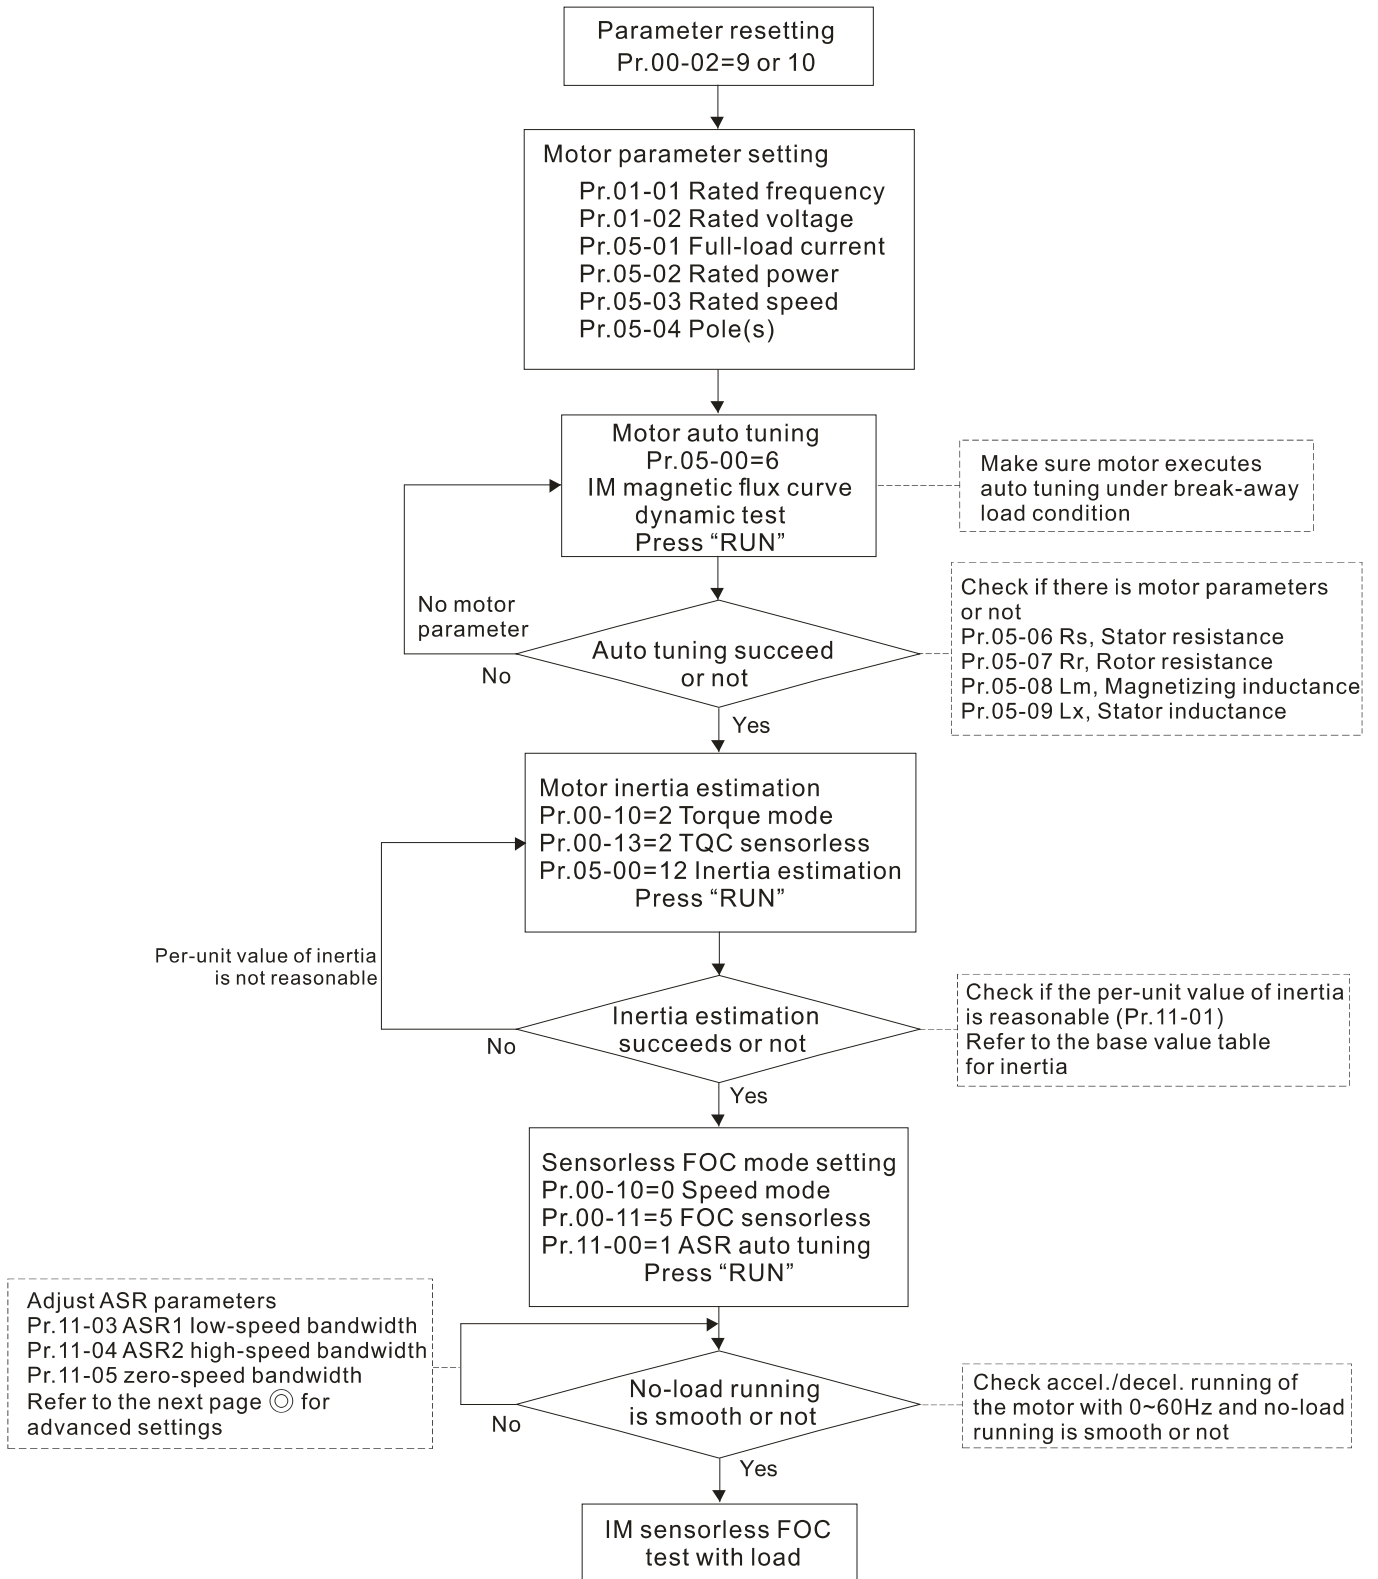 Parameter resetting
Pr.00-02=9 or 10
Motor parameter setting
Pr.01-01 Rated frequency
Pr.01-02 Rated voltage
Pr.05-01 Full-load current
Pr.05-02 Rated power
Pr.05-03 Rated speed
Pr.05-04 Pole(s)
Motor auto tuning
Pr.05-00=6
IM magnetic flux curve
dynamic test
Press “RUN”
Make sure motor executes
auto tuning under break-away
load condition
No motor
parameter
No
Auto tuning succeed
or not
Yes
Check if there is motor parameters
or not
Pr.05-06 Rs, Stator resistance
Pr.05-07 Rr, Rotor resistance
Pr.05-08 Lm, Magnetizing inductance
Pr.05-09 Lx, Stator inductance
Motor inertia estimation
Pr.00-10=2 Torque mode
Pr.00-13=2 TQC sensorless
Pr.05-00=12 Inertia estimation
Press “RUN”
Per-unit value of inertia
is not reasonable
No
Inertia estimation
succeeds or not
Yes
Check if the per-unit value of inertia
is reasonable (Pr.11-01)
Refer to the base value table
for inertia
Sensorless FOC mode setting
Pr.00-10=0 Speed mode
Pr.00-11=5 FOC sensorless
Pr.11-00=1 ASR auto tuning
Press “RUN”
Adjust ASR parameters
Pr.11-03 ASR1 low-speed bandwidth
Pr.11-04 ASR2 high-speed bandwidth
Pr.11-05 zero-speed bandwidth
Refer to the next page ◎ for
advanced settings
No
No-load running
is smooth or not
Yes
Check accel./decel. running of
the motor with 0~60Hz and no-load
running is smooth or not
IM sensorless FOC
test with load